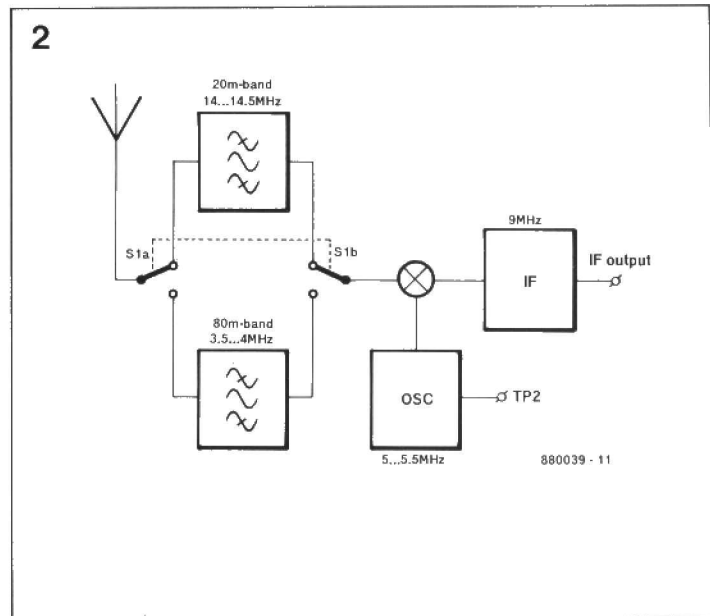 2
20m-band
14...14.5MHz
S1a
S1b
9MHz
IF
IF output
80m-band
3.5...4MHz
OSC
TP2
5...5.5MHz
880039 - 11